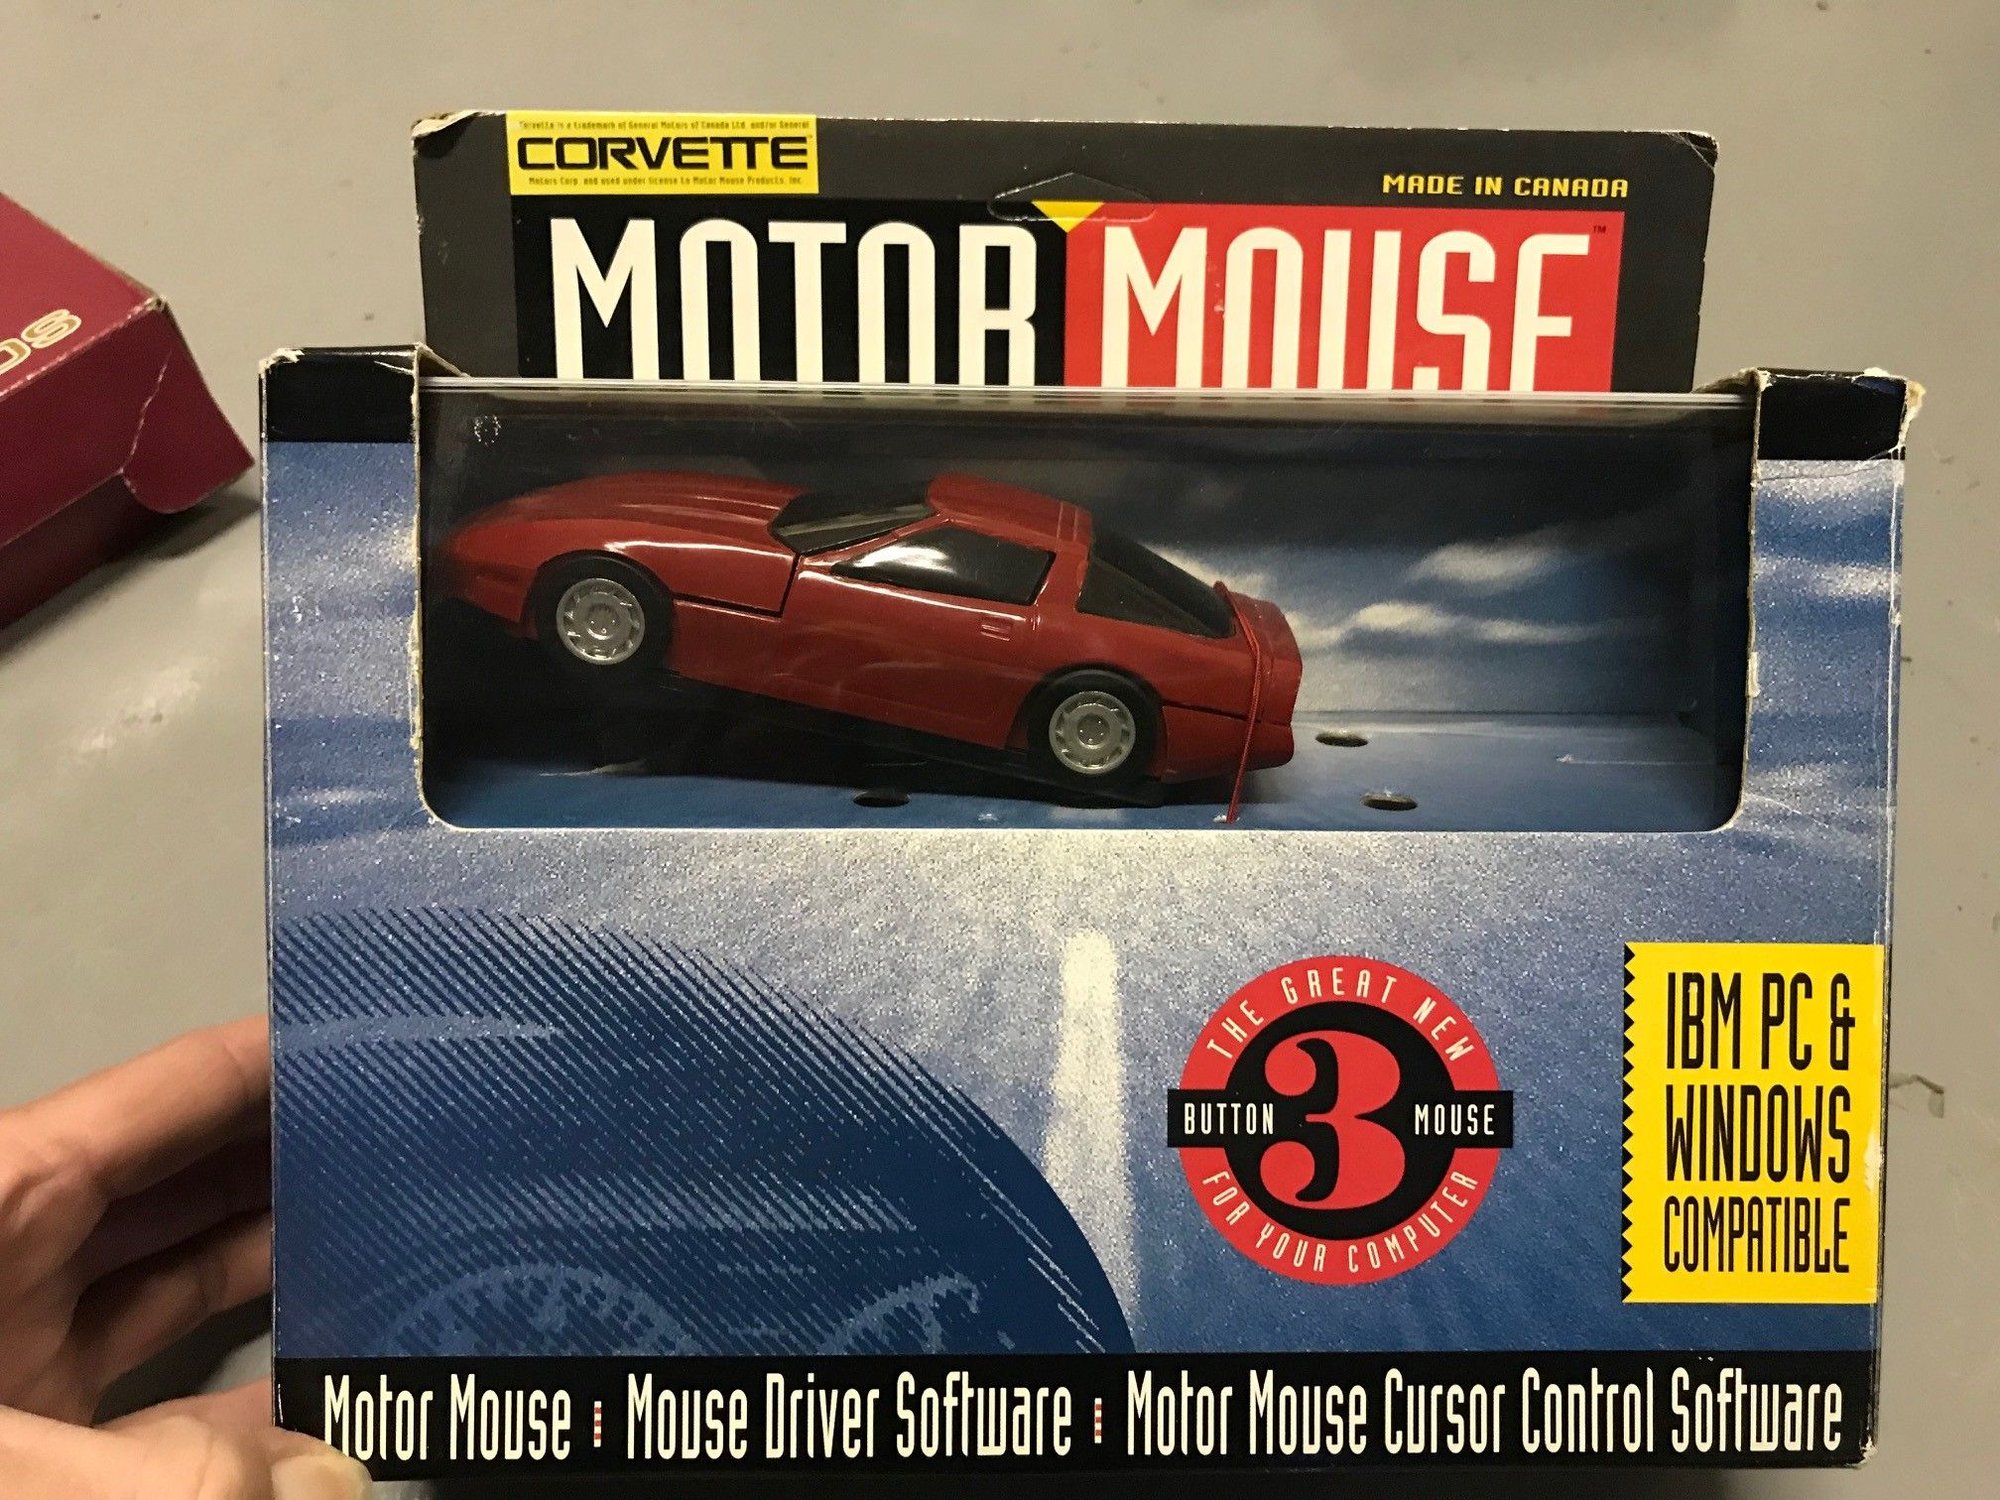 Corvette is a trademark of General Motors of Canada Ltd. and/or General
CORVETTE
Motors Corp. and used under license to Motor Mouse Products, Inc.
MADE IN CANADA
MOTOR MOUSE™
THE GREAT NEW
3
BUTTON MOUSE
FOR YOUR COMPUTER
IBM PC &
WINDOWS
COMPATIBLE
Motor Mouse Mouse Driver Software Motor Mouse Cursor Control Software